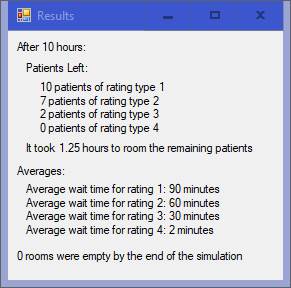 Results
After 10 hours:
Patients Left:
10 patients of rating type 1
7 patients of rating type 2
2 patients of rating type 3
0 patients of rating type 4
It took 1.25 hours to room the remaining patients
Averages:
Average wait time for rating 1: 90 minutes
Average wait time for rating 2: 60 minutes
Average wait time for rating 3: 30 minutes
Average wait time for rating 4: 2 minutes
0 rooms were empty by the end of the simulation